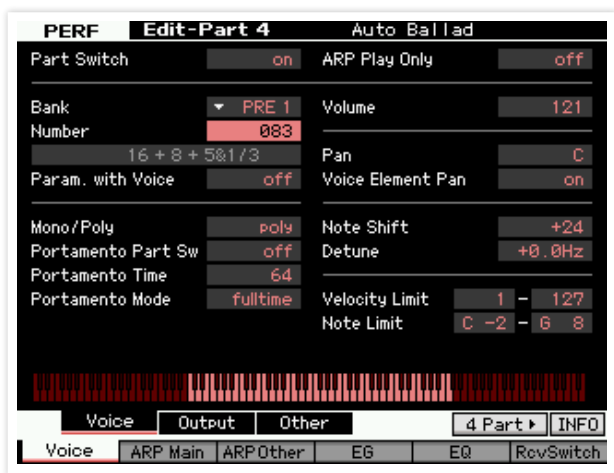 PERF Edit-Part 4 Auto Ballad
Part Switch on ARP Play Only off
Bank PRE 1 Volume 121
Number 083
16 + 8 + 5&1/3 Pan C
Param. with Voice off Voice Element Pan on
Mono/Poly poly Note Shift +24
Portamento Part Sw off Detune +0.0Hz
Portamento Time 64
Portamento Mode fulltime Velocity Limit 1 - 127
Note Limit C -2 - G 8
Voice Output Other 4 Part INFO
Voice ARP Main ARPOther EG EQ RcvSwitch